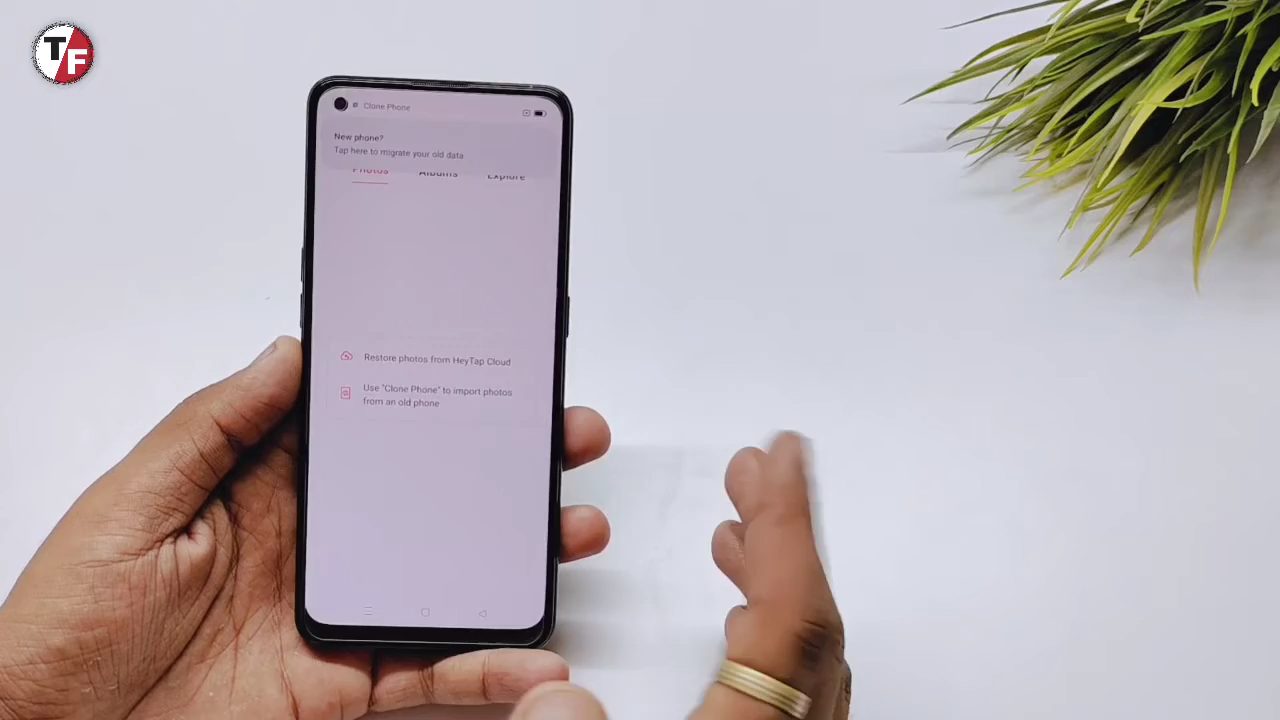 TF
Clone Phone
New phone?
Tap here to migrate your old data
Photos Albums Explore
Restore photos from HeyTap Cloud
Use "Clone Phone" to import photos
from an old phone